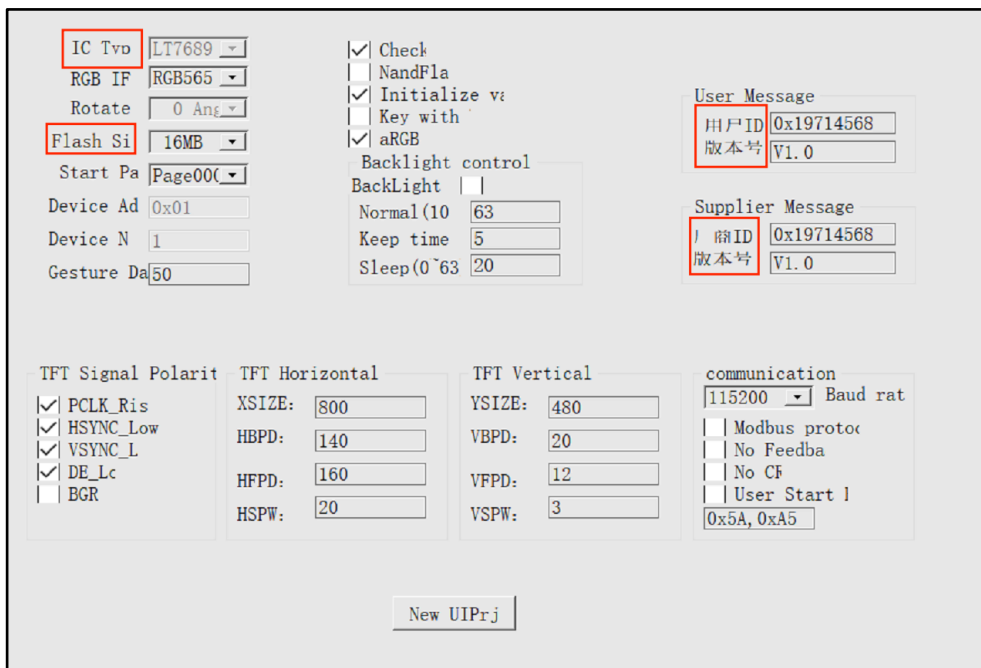 IC Typ LT7689
RGB IF RGB565
Rotate 0 Ang
Flash Si 16MB
Start Pa Page000
Device Ad 0x01
Device N 1
Gesture Da 50
Check
NandFla
Initialize va
Key with
aRGB
Backlight control
BackLight
Normal(10 63
Keep time 5
Sleep(0~63 20
User Message
用户ID 0x19714568
版本号 V1.0
Supplier Message
厂商ID 0x19714568
版本号 V1.0
TFT Signal Polarit
PCLK_Ris
HSYNC_Low
VSYNC_L
DE_Lo
BGR
TFT Horizontal
XSIZE: 800
HBPD: 140
HFPD: 160
HSPW: 20
TFT Vertical
YSIZE: 480
VBPD: 20
VFPD: 12
VSPW: 3
communication
115200 Baud rat
Modbus protoc
No Feedba
No CR
User Start
0x5A,0xA5
New UIPrj